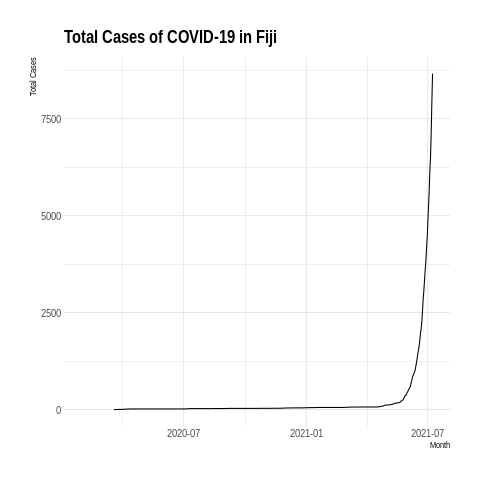 Total Cases of COVID-19 in Fiji
Total Cases
7500
5000
2500
0
2020-07 2021-01 2021-07
Month